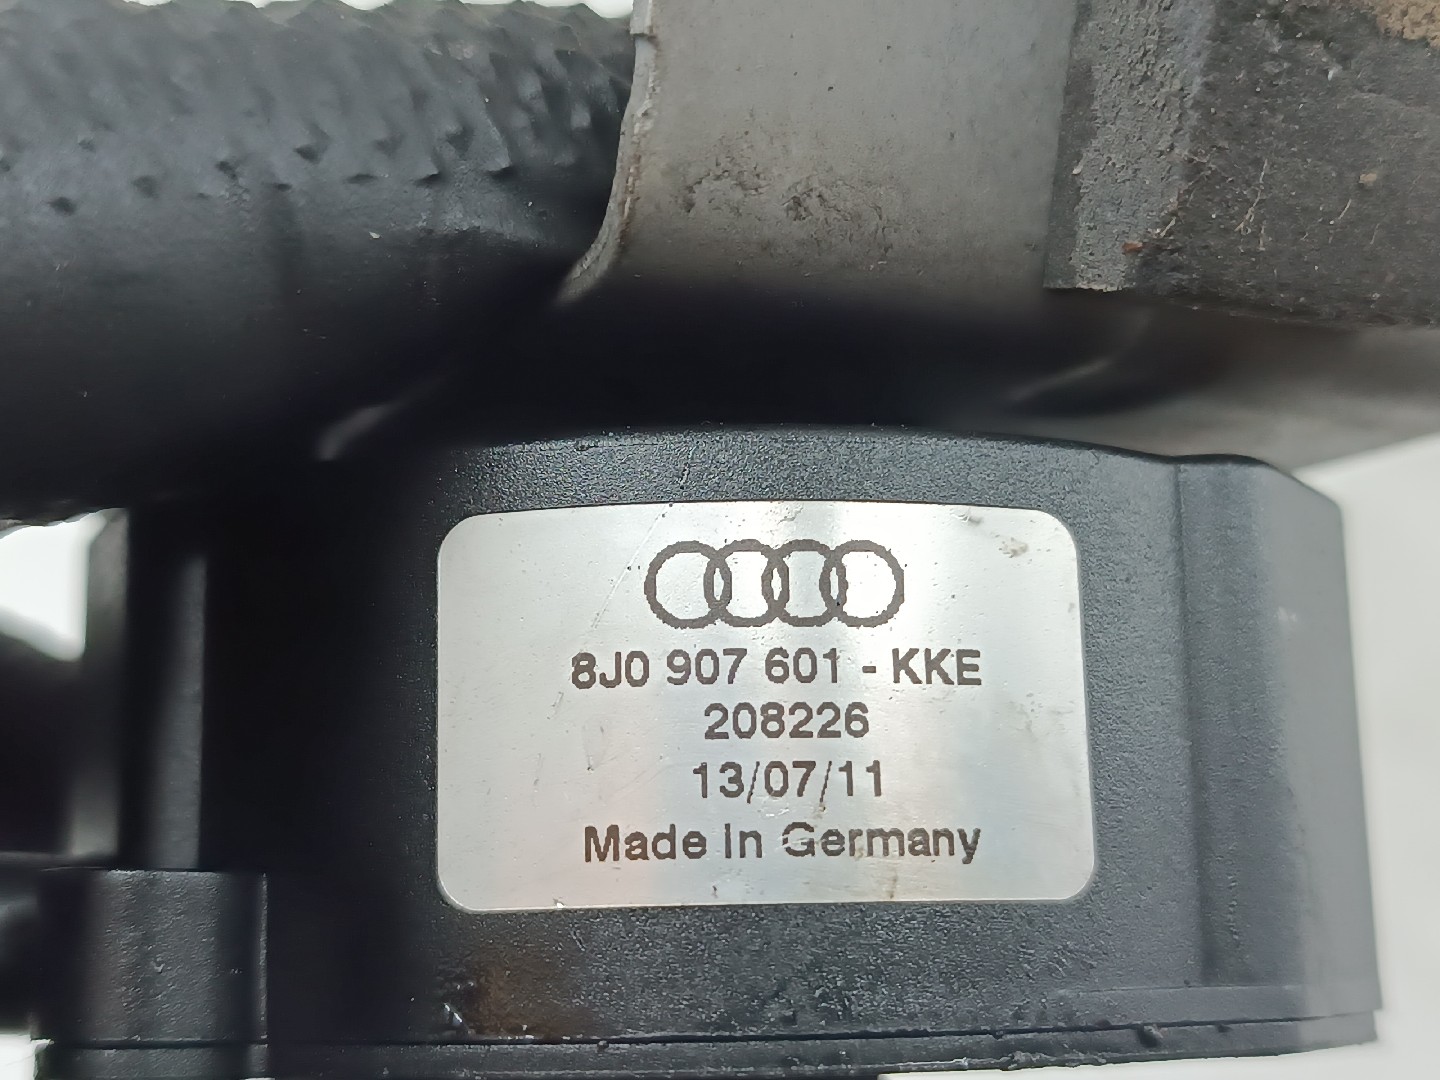 8J0 907 601 - KKE
208226
13/07/11
Made In Germany